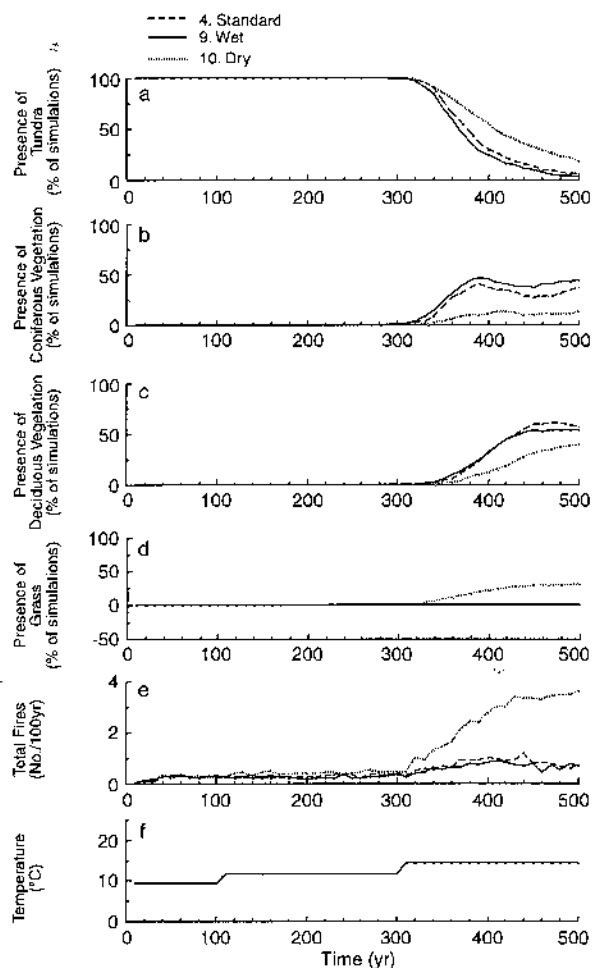 4. Standard
9. Wet
10. Dry
Presence of
Tundra
(% of simulations)
a
100
50
0
0 100 200 300 400 500
Presence of
Coniferous Vegetation
(% of simulations)
b
100
50
0
0 100 200 300 400 500
Presence of
Deciduous Vegetation
(% of simulations)
c
100
50
0
0 100 200 300 400 500
Presence of
Grass
(% of simulations)
d
100
50
0
-50
0 100 200 300 400 500
Total Fires
(No./100yr)
e
4
2
0
0 100 200 300 400 500
Temperature
(°C)
f
20
10
0
0 100 200 300 400 500
Time (yr)